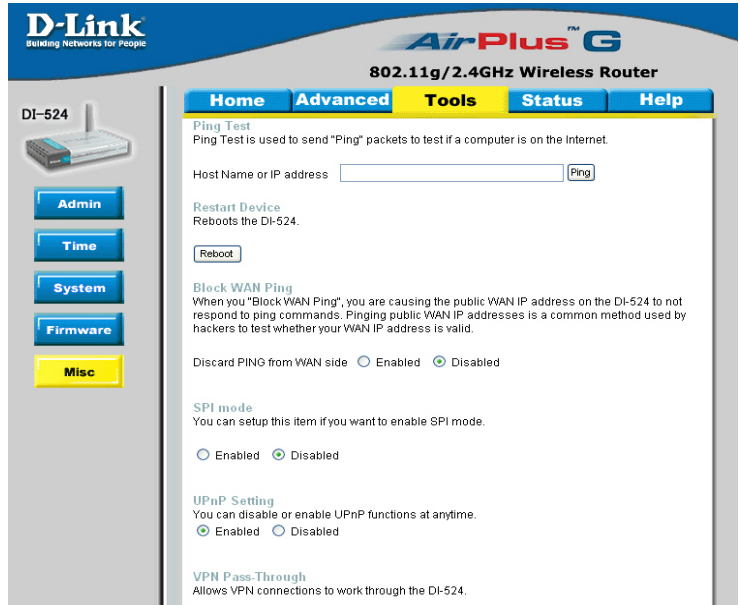 D-Link
Building Networks for People
AirPlus G
TM
802.11g/2.4GHz Wireless Router
DI-524
Home Advanced Tools Status Help
Admin
Time
System
Firmware
Misc
Ping Test
Ping Test is used to send "Ping" packets to test if a computer is on the Internet.
Host Name or IP address Ping
Restart Device
Reboots the DI-524.
Reboot
Block WAN Ping
When you "Block WAN Ping", you are causing the public WAN IP address on the DI-524 to not
respond to ping commands. Pinging public WAN IP addresses is a common method used by
hackers to test whether your WAN IP address is valid.
Discard PING from WAN side Enabled Disabled
SPI mode
You can setup this item if you want to enable SPI mode.
Enabled Disabled
UPnP Setting
You can disable or enable UPnP functions at anytime.
Enabled Disabled
VPN Pass-Through
Allows VPN connections to work through the DI-524.